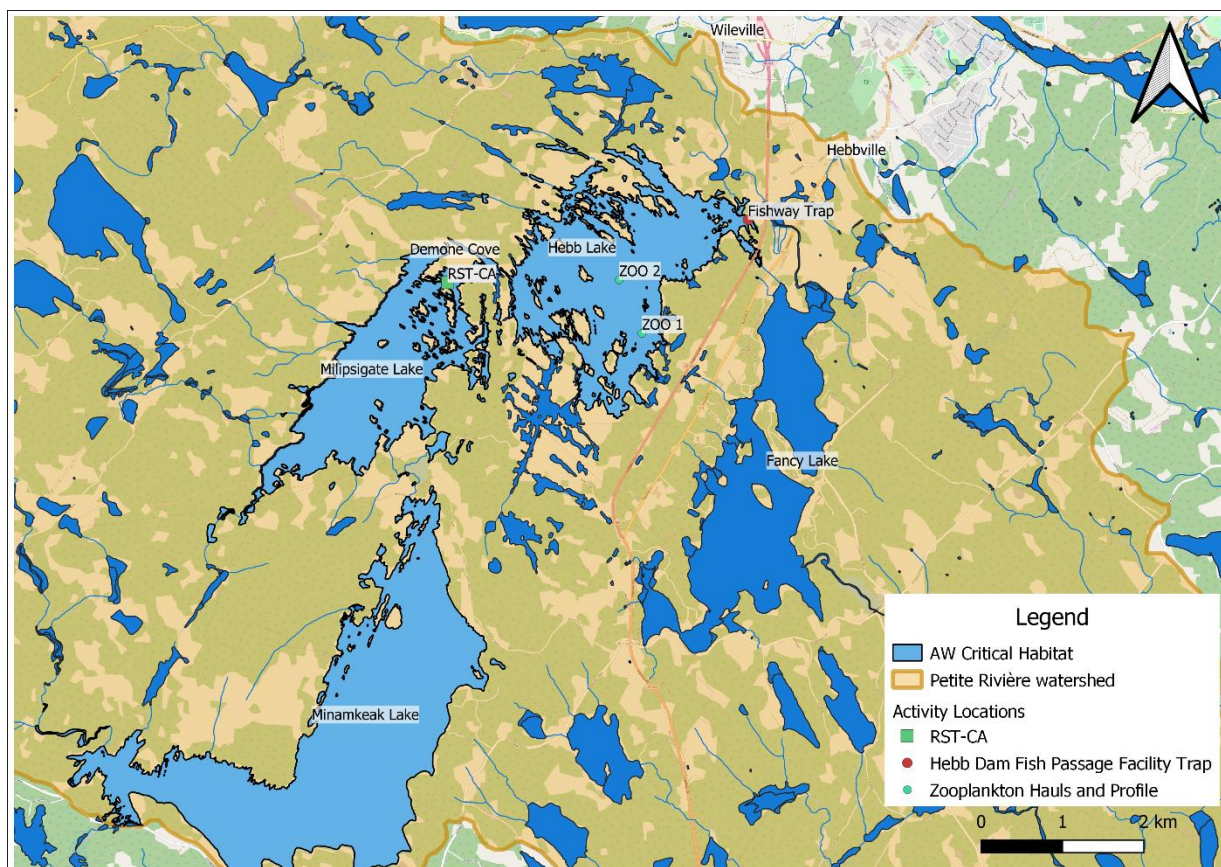 Wileville
Hebbville
Fishway Trap
Demone Cove
Hebb Lake
RST-CA
ZOO 2
ZOO 1
Milipsigate Lake
Fancy Lake
Minamkeak Lake
Legend
AW Critical Habitat
Petite Rivière watershed
Activity Locations
RST-CA
Hebb Dam Fish Passage Facility Trap
Zooplankton Hauls and Profile
0 1 2 km